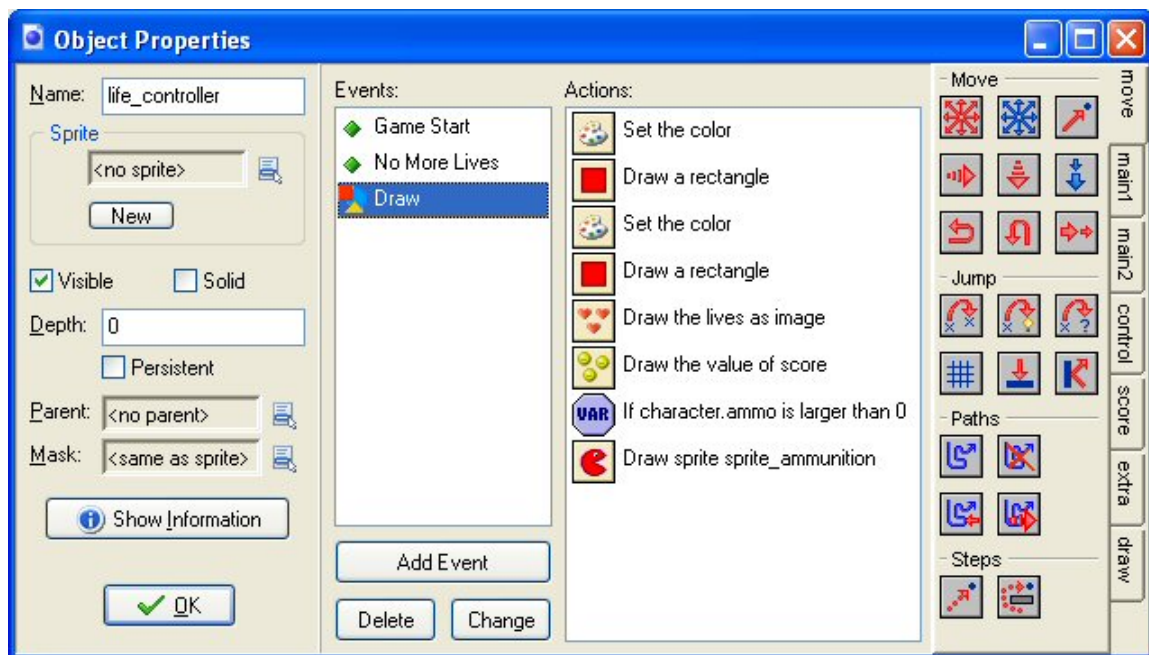 Object Properties
Name: life_controller
Sprite
<no sprite>
New
Visible
Solid
Depth: 0
Persistent
Parent: <no parent>
Mask: <same as sprite>
Show Information
OK
Events:
Game Start
No More Lives
Draw
Add Event
Delete
Change
Actions:
Set the color
Draw a rectangle
Set the color
Draw a rectangle
Draw the lives as image
Draw the value of score
VAR If character.ammo is larger than 0
Draw sprite sprite_ammunition
Move
Jump
Paths
Steps
move
main1
main2
control
score
extra
draw